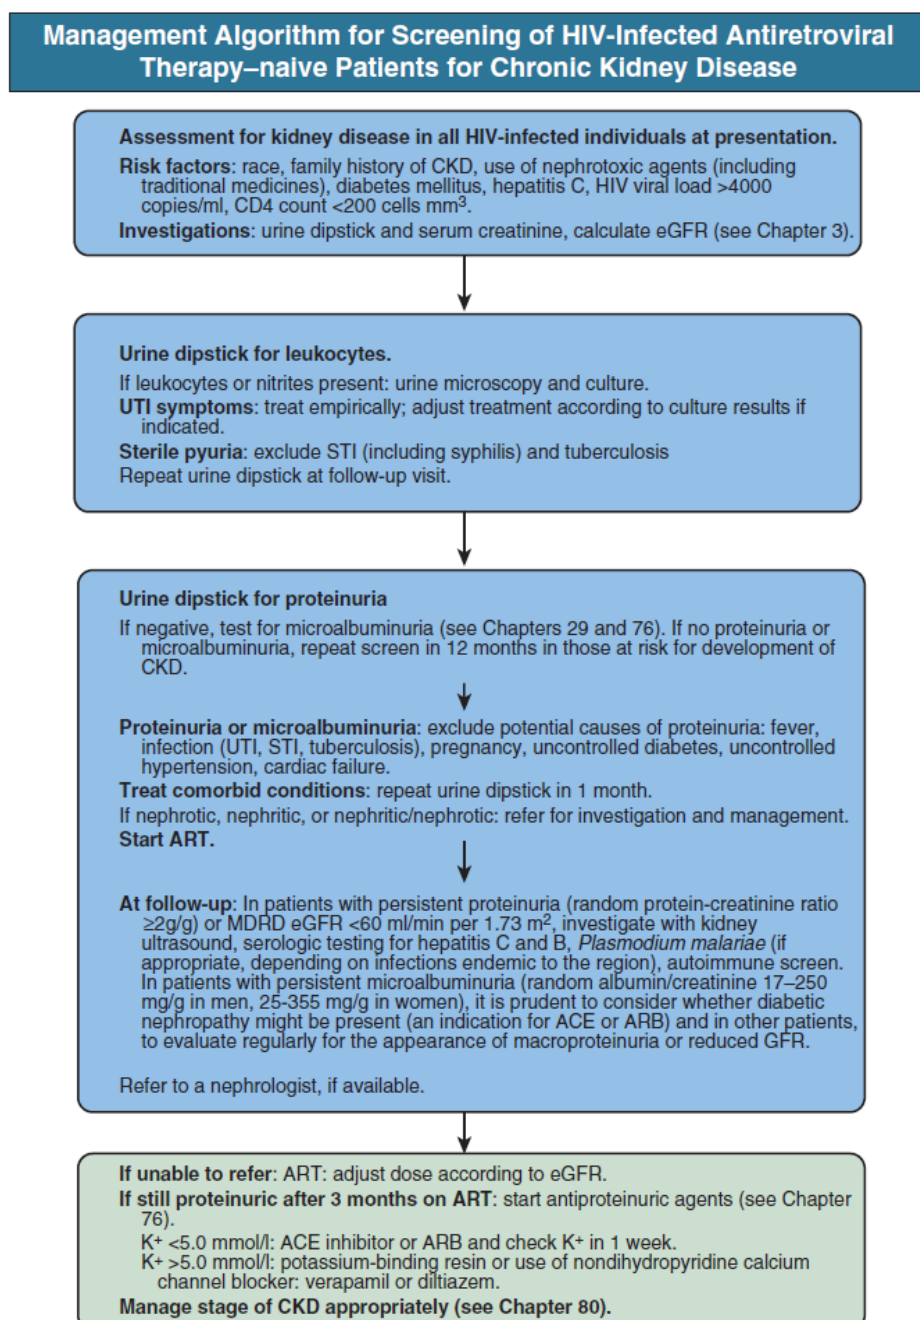 Management Algorithm for Screening of HIV-Infected Antiretroviral
Therapy–naive Patients for Chronic Kidney Disease
Assessment for kidney disease in all HIV-infected individuals at presentation.
Risk factors: race, family history of CKD, use of nephrotoxic agents (including
traditional medicines), diabetes mellitus, hepatitis C, HIV viral load >4000
copies/ml, CD4 count <200 cells mm³.
Investigations: urine dipstick and serum creatinine, calculate eGFR (see Chapter 3).
Urine dipstick for leukocytes.
If leukocytes or nitrites present: urine microscopy and culture.
UTI symptoms: treat empirically; adjust treatment according to culture results if
indicated.
Sterile pyuria: exclude STI (including syphilis) and tuberculosis
Repeat urine dipstick at follow-up visit.
Urine dipstick for proteinuria
If negative, test for microalbuminuria (see Chapters 29 and 76). If no proteinuria or
microalbuminuria, repeat screen in 12 months in those at risk for development of
CKD.
Proteinuria or microalbuminuria: exclude potential causes of proteinuria: fever,
infection (UTI, STI, tuberculosis), pregnancy, uncontrolled diabetes, uncontrolled
hypertension, cardiac failure.
Treat comorbid conditions: repeat urine dipstick in 1 month.
If nephrotic, nephritic, or nephritic/nephrotic: refer for investigation and management.
Start ART.
At follow-up: In patients with persistent proteinuria (random protein-creatinine ratio
≥2g/g) or MDRD eGFR <60 ml/min per 1.73 m², investigate with kidney
ultrasound, serologic testing for hepatitis C and B, Plasmodium malariae (if
appropriate, depending on infections endemic to the region), autoimmune screen.
In patients with persistent microalbuminuria (random albumin/creatinine 17–250
mg/g in men, 25-355 mg/g in women), it is prudent to consider whether diabetic
nephropathy might be present (an indication for ACE or ARB) and in other patients,
to evaluate regularly for the appearance of macroproteinuria or reduced GFR.
Refer to a nephrologist, if available.
If unable to refer: ART: adjust dose according to eGFR.
If still proteinuric after 3 months on ART: start antiproteinuric agents (see Chapter
76).
K⁺ <5.0 mmol/l: ACE inhibitor or ARB and check K⁺ in 1 week.
K⁺ >5.0 mmol/l: potassium-binding resin or use of nondihydropyridine calcium
channel blocker: verapamil or diltiazem.
Manage stage of CKD appropriately (see Chapter 80).